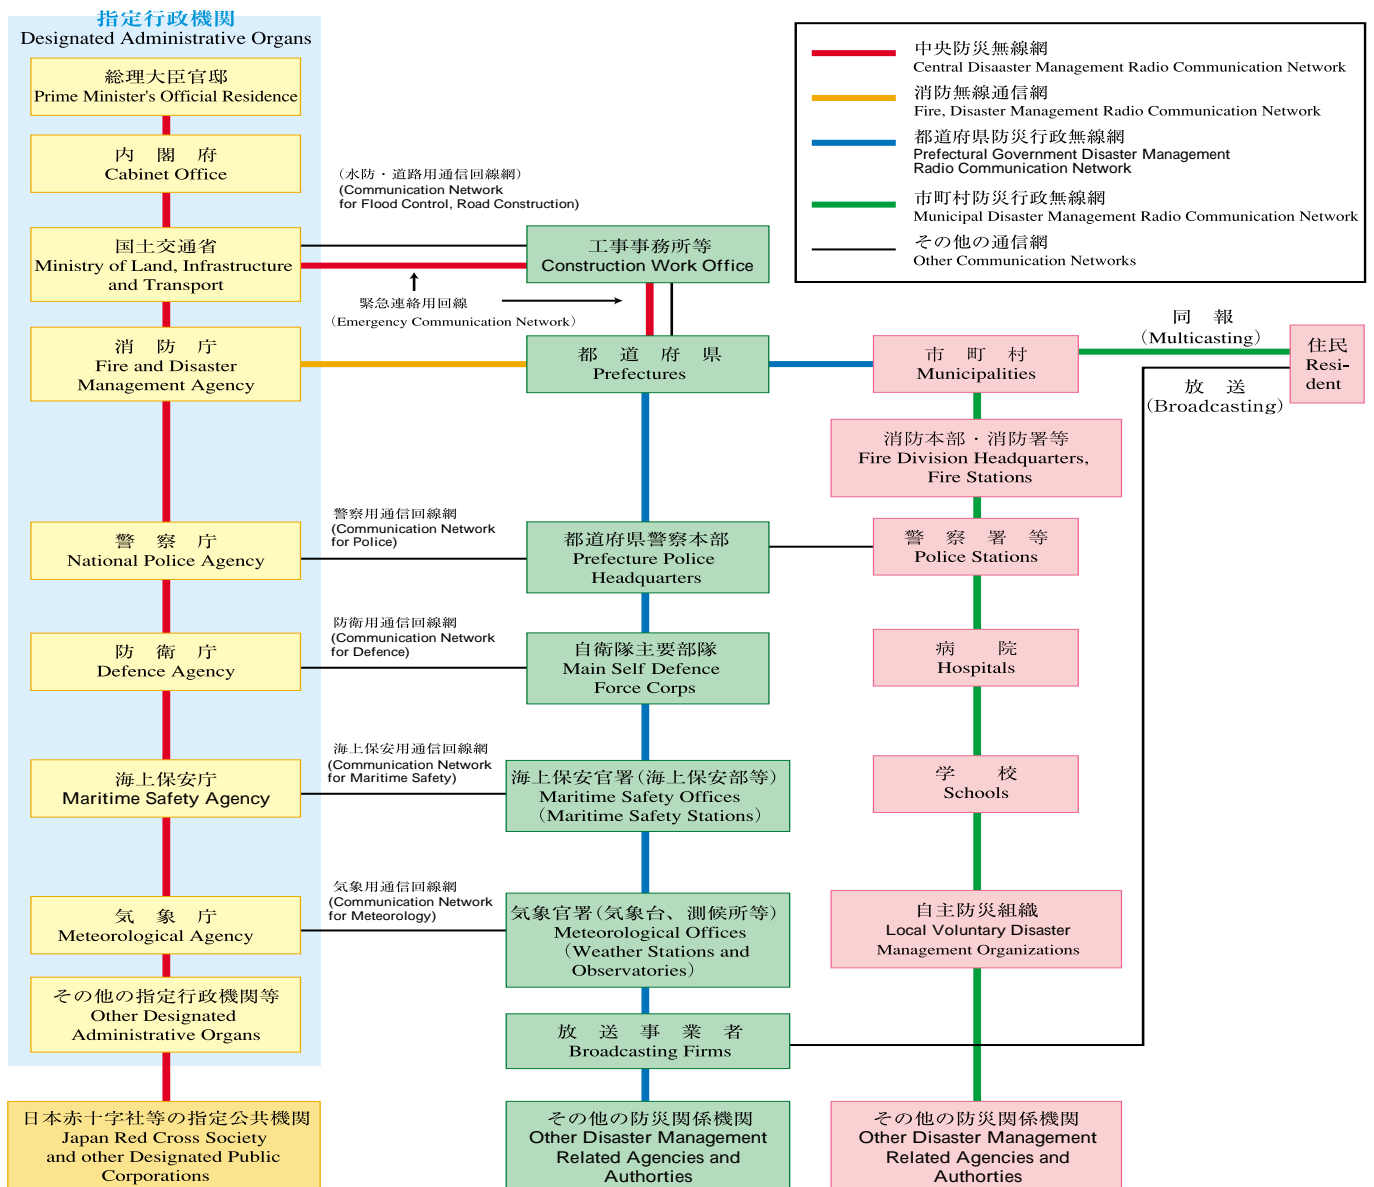 指定行政機関
Designated Administrative Organs
総理大臣官邸
Prime Minister's Official Residence
内　閣　府
Cabinet Office
国土交通省
Ministry of Land, Infrastructure
and Transport
消　防　庁
Fire and Disaster
Management Agency
警　察　庁
National Police Agency
防　衛　庁
Defence Agency
海上保安庁
Maritime Safety Agency
気　象　庁
Meteorological Agency
その他の指定行政機関等
Other Designated
Administrative Organs
日本赤十字社等の指定公共機関
Japan Red Cross Society
and other Designated Public
Corporations
(水防・道路用通信回線網)
(Communication Network
for Flood Control, Road Construction)
緊急連絡用回線
(Emergency Communication Network)
警察用通信回線網
(Communication Network
for Police)
防衛用通信回線網
(Communication Network
for Defence)
海上保安用通信回線網
(Communication Network
for Maritime Safety)
気象用通信回線網
(Communication Network
for Meteorology)
工事事務所等
Construction Work Office
都　道　府　県
Prefectures
都道府県警察本部
Prefecture Police
Headquarters
自衛隊主要部隊
Main Self Defence
Force Corps
海上保安官署(海上保安部等)
Maritime Safety Offices
(Maritime Safety Stations)
気象官署(気象台、測候所等)
Meteorological Offices
(Weather Stations and
Observatories)
放　送　事　業　者
Broadcasting Firms
その他の防災関係機関
Other Disaster Management
Related Agencies and
Authorties
市　町　村
Municipalities
消防本部・消防署等
Fire Division Headquarters,
Fire Stations
警　察　署　等
Police Stations
病　院
Hospitals
学　校
Schools
自主防災組織
Local Voluntary Disaster
Management Organizations
その他の防災関係機関
Other Disaster Management
Related Agencies and
Authorties
同　報
(Multicasting)
放　送
(Broadcasting)
住民
Resi-
dent
中央防災無線網
Central Disaaster Management Radio Communication Network
消防無線通信網
Fire, Disaster Management Radio Communication Network
都道府県防災行政無線網
Prefectural Government Disaster Management
Radio Communication Network
市町村防災行政無線網
Municipal Disaster Management Radio Communication Network
その他の通信網
Other Communication Networks